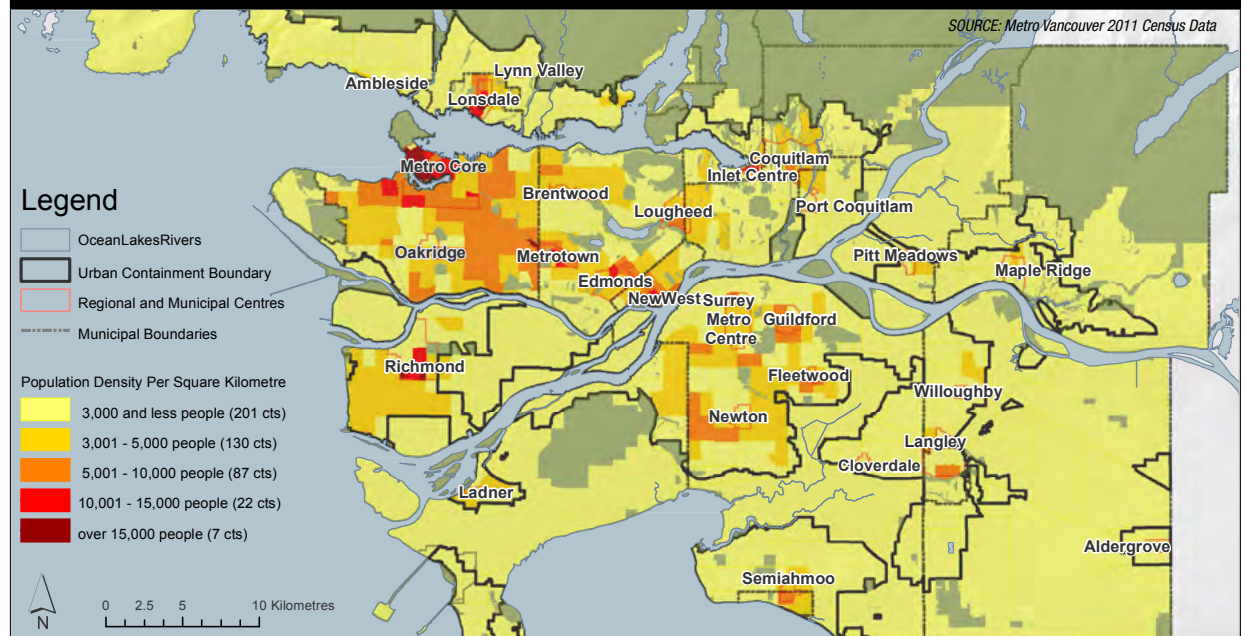 SOURCE: Metro Vancouver 2011 Census Data
Lynn Valley
Ambleside
Lonsdale
Metro Core
Coquitlam
Inlet Centre
Brentwood
Lougheed
Port Coquitlam
Oakridge
Metrotown
Pitt Meadows
Maple Ridge
Edmonds
NewWest
Surrey
Metro
Centre
Guildford
Richmond
Fleetwood
Willoughby
Newton
Langley
Cloverdale
Ladner
Aldergrove
Semiahmoo
Legend
OceanLakesRivers
Urban Containment Boundary
Regional and Municipal Centres
Municipal Boundaries
Population Density Per Square Kilometre
3,000 and less people (201 cts)
3,001 - 5,000 people (130 cts)
5,001 - 10,000 people (87 cts)
10,001 - 15,000 people (22 cts)
over 15,000 people (7 cts)
N
0 2.5 5 10 Kilometres